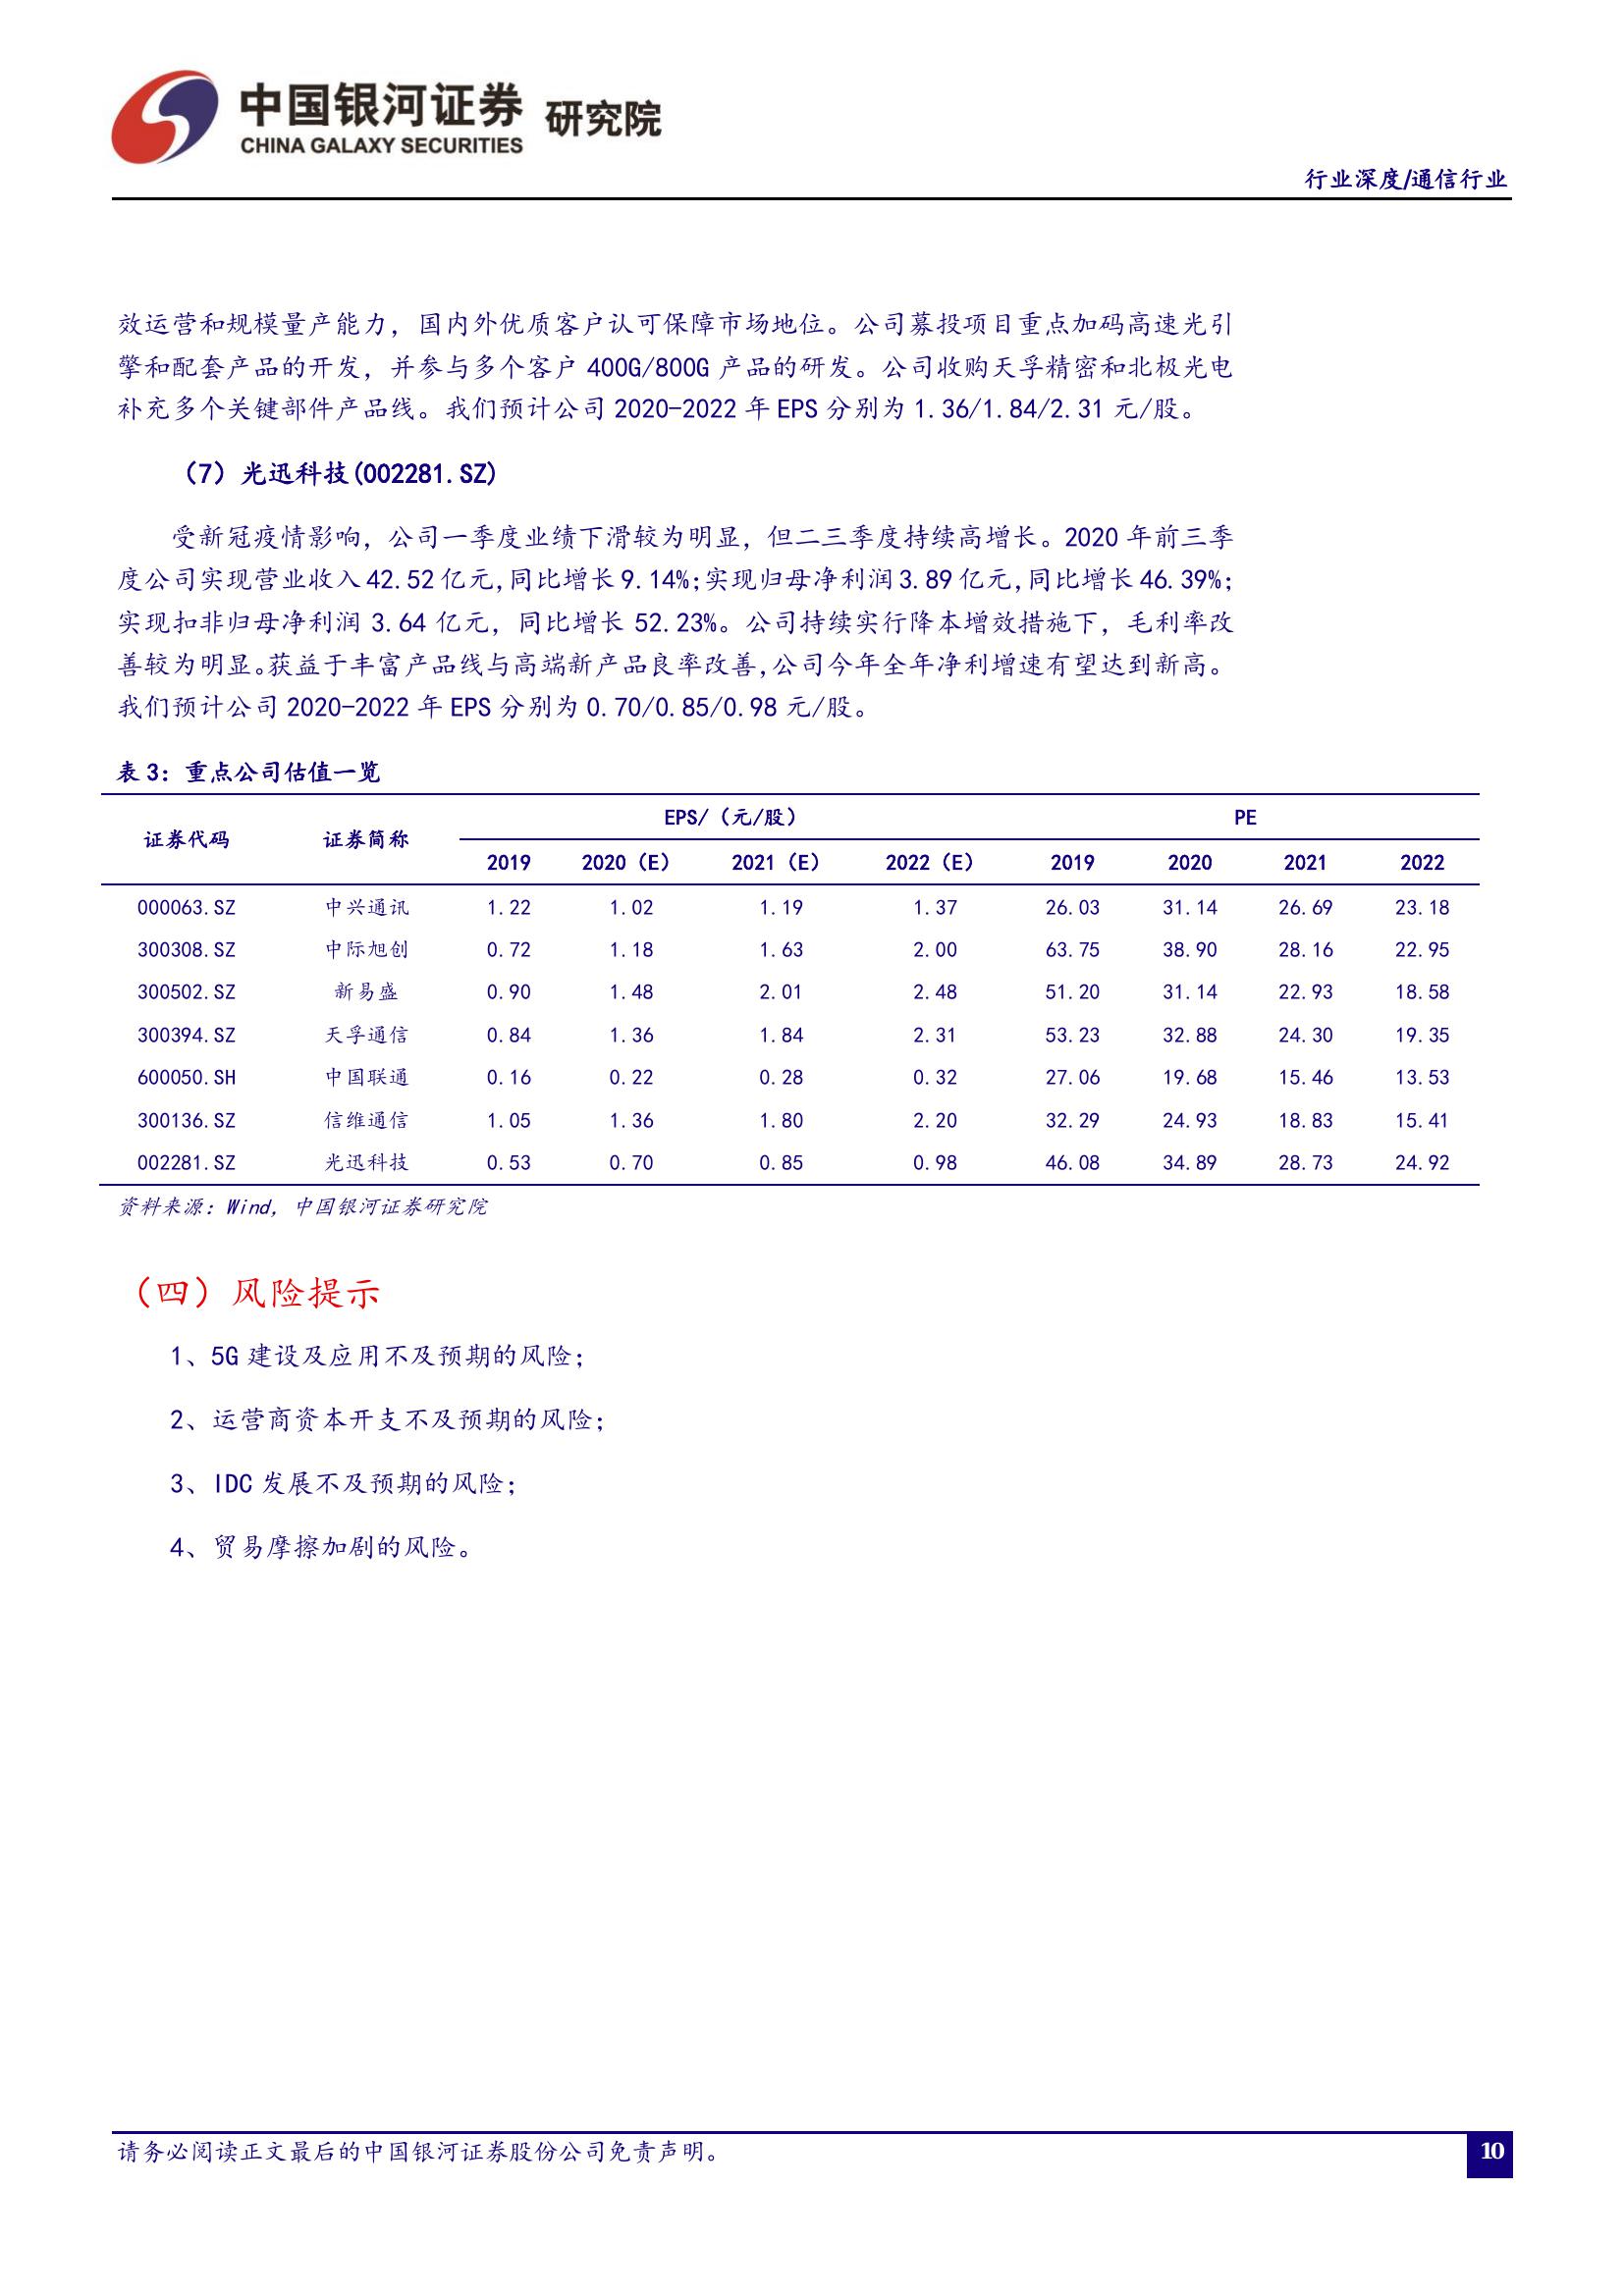 中国银河证券 研究院
CHINA GALAXY SECURITIES
行业深度/通信行业
效运营和规模量产能力，国内外优质客户认可保障市场地位。公司募投项目重点加码高速光引
擎和配套产品的开发，并参与多个客户 400G/800G 产品的研发。公司收购天孚精密和北极光电
补充多个关键部件产品线。我们预计公司 2020-2022 年 EPS 分别为 1.36/1.84/2.31 元/股。
（7）光迅科技(002281.SZ)
受新冠疫情影响，公司一季度业绩下滑较为明显，但二三季度持续高增长。2020 年前三季
度公司实现营业收入 42.52 亿元,同比增长 9.14%;实现归母净利润 3.89 亿元,同比增长 46.39%;
实现扣非归母净利润 3.64 亿元，同比增长 52.23%。公司持续实行降本增效措施下，毛利率改
善较为明显。获益于丰富产品线与高端新产品良率改善,公司今年全年净利增速有望达到新高。
我们预计公司 2020-2022 年 EPS 分别为 0.70/0.85/0.98 元/股。
表 3：重点公司估值一览
证券代码 证券简称 EPS/（元/股） PE
2019 2020（E） 2021（E） 2022（E） 2019 2020 2021 2022
000063.SZ 中兴通讯 1.22 1.02 1.19 1.37 26.03 31.14 26.69 23.18
300308.SZ 中际旭创 0.72 1.18 1.63 2.00 63.75 38.90 28.16 22.95
300502.SZ 新易盛 0.90 1.48 2.01 2.48 51.20 31.14 22.93 18.58
300394.SZ 天孚通信 0.84 1.36 1.84 2.31 53.23 32.88 24.30 19.35
600050.SH 中国联通 0.16 0.22 0.28 0.32 27.06 19.68 15.46 13.53
300136.SZ 信维通信 1.05 1.36 1.80 2.20 32.29 24.93 18.83 15.41
002281.SZ 光迅科技 0.53 0.70 0.85 0.98 46.08 34.89 28.73 24.92
资料来源：Wind，中国银河证券研究院
（四）风险提示
1、5G 建设及应用不及预期的风险；
2、运营商资本开支不及预期的风险；
3、IDC 发展不及预期的风险；
4、贸易摩擦加剧的风险。
请务必阅读正文最后的中国银河证券股份公司免责声明。
10